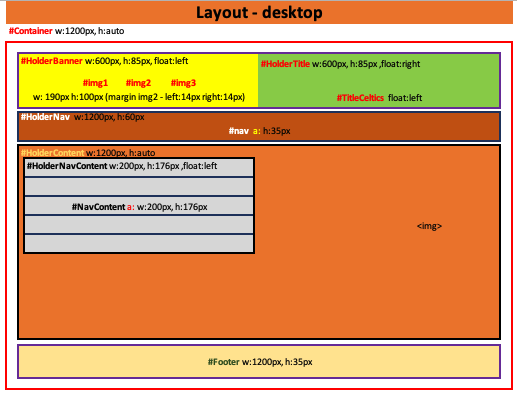 Layout - desktop
#Container w:1200px, h:auto
#HolderBanner w:600px, h:85px, float:left
#HolderTitle w:600px, h:85px ,float:right
#img1 #img2 #img3
w: 190px h:100px (margin img2 - left:14px right:14px)
#TitleCeltics float:left
#HolderNav w:1200px, h:60px
#nav a: h:35px
#HolderContent w:1200px, h:auto
#HolderNavContent w:200px, h:176px ,float:left
#NavContent a: w:200px, h:176px
<img>
#Footer w:1200px, h:35px